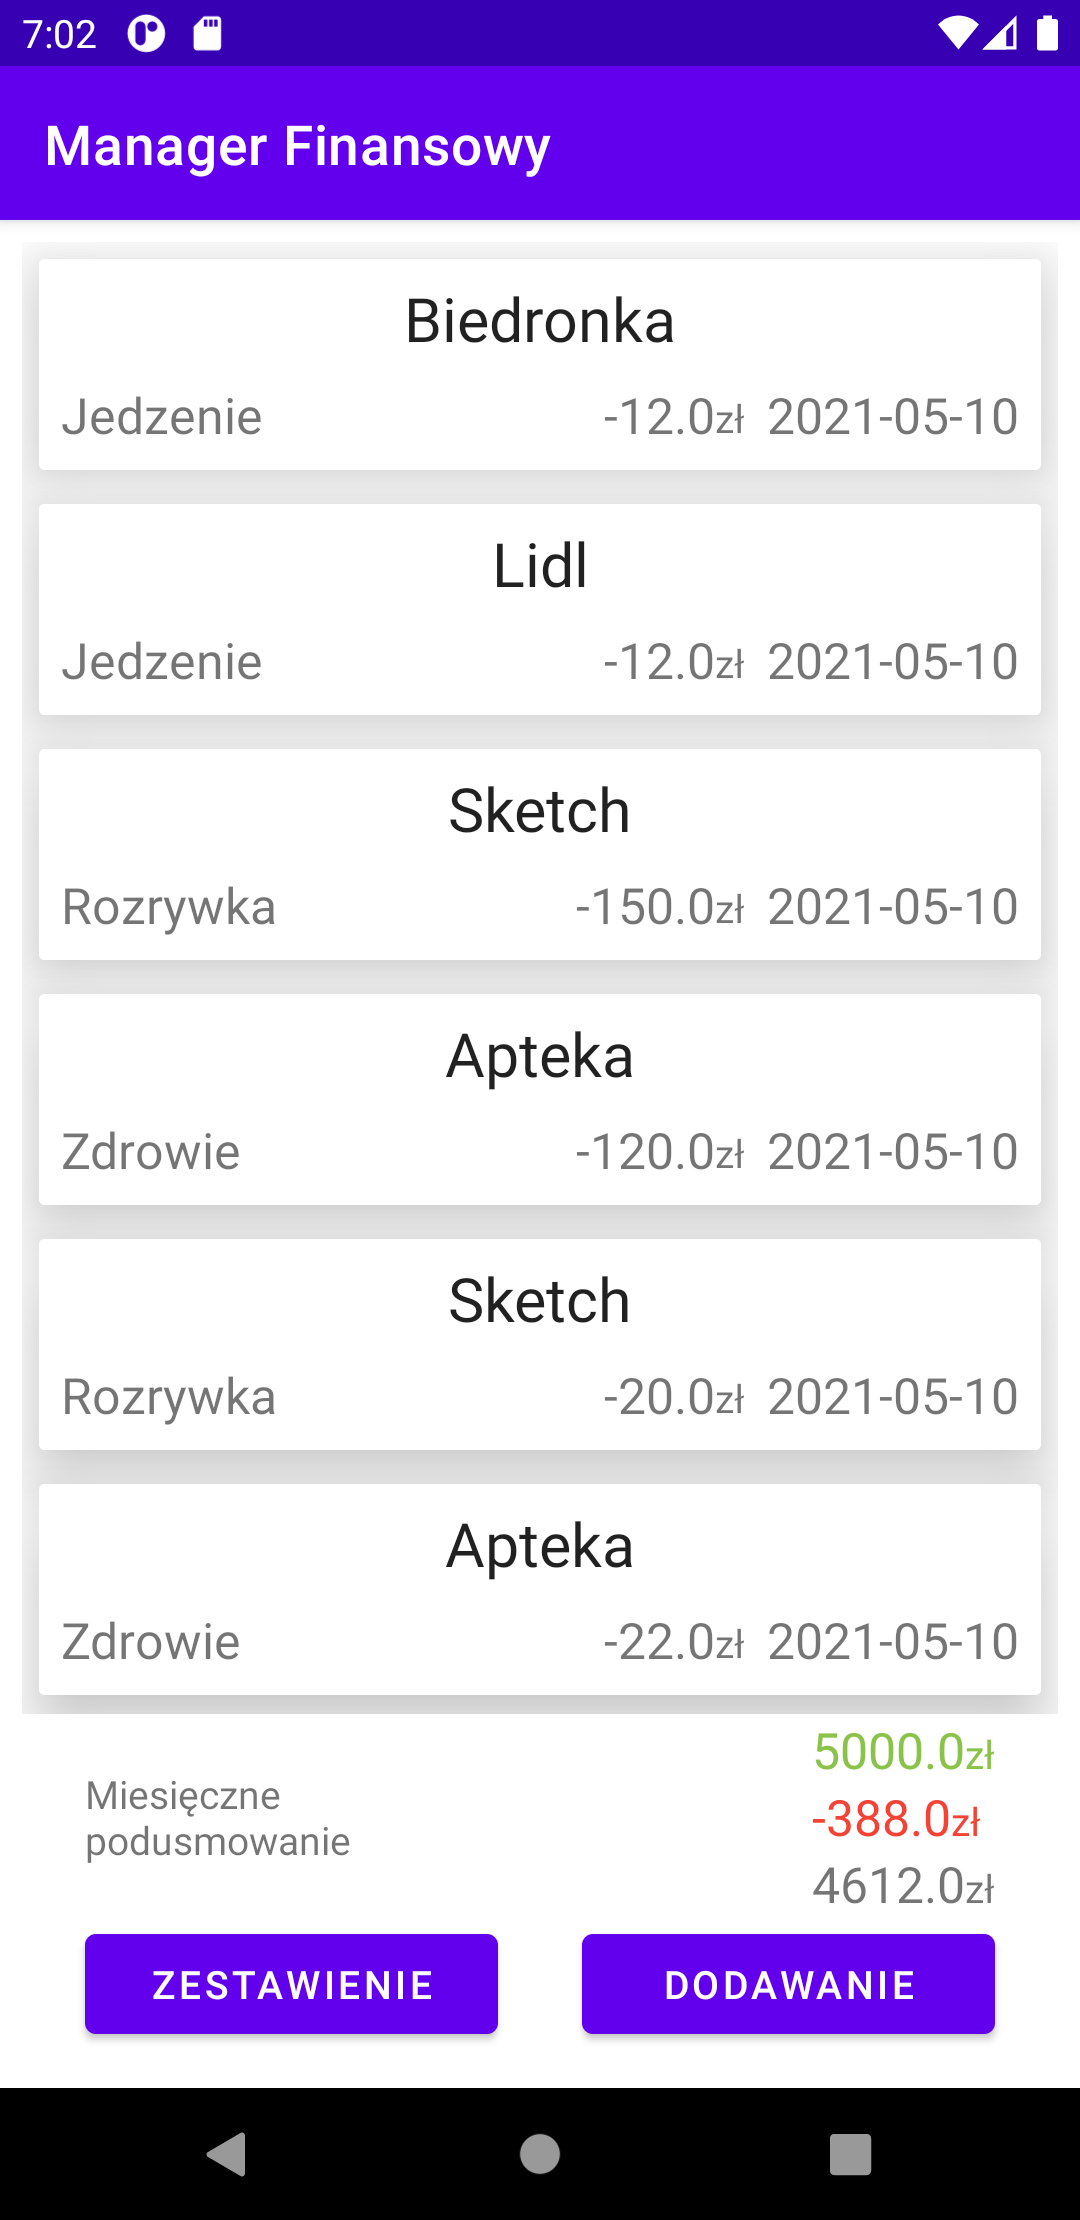 7:02
Manager Finansowy
Biedronka
Jedzenie -12.0zł 2021-05-10
Lidl
Jedzenie -12.0zł 2021-05-10
Sketch
Rozrywka -150.0zł 2021-05-10
Apteka
Zdrowie -120.0zł 2021-05-10
Sketch
Rozrywka -20.0zł 2021-05-10
Apteka
Zdrowie -22.0zł 2021-05-10
Miesięczne
podusmowanie
5000.0zł
-388.0zł
4612.0zł
ZESTAWIENIE DODAWANIE